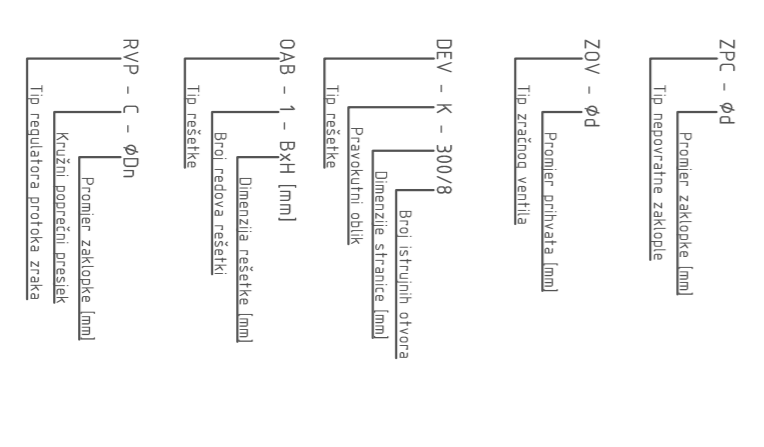 ZPC - Ød
Promjer zaklopke [mm]
Tip nepovratne zaklople
ZOV - Ød
Promjer prihvata [mm]
Tip zračnog ventila
DEV - K - 300/8
Broj istrujnih otvora
Dimenzije stranice [mm]
Pravokutni oblik
Tip rešetke
OAB - 1 - BxH [mm]
Dimenzija rešetke [mm]
Broj redova rešetki
Tip rešetke
RVP - C - ØDn
Promjer zaklopke [mm]
Kružni poprečni presjek
Tip regulatora protoka zraka